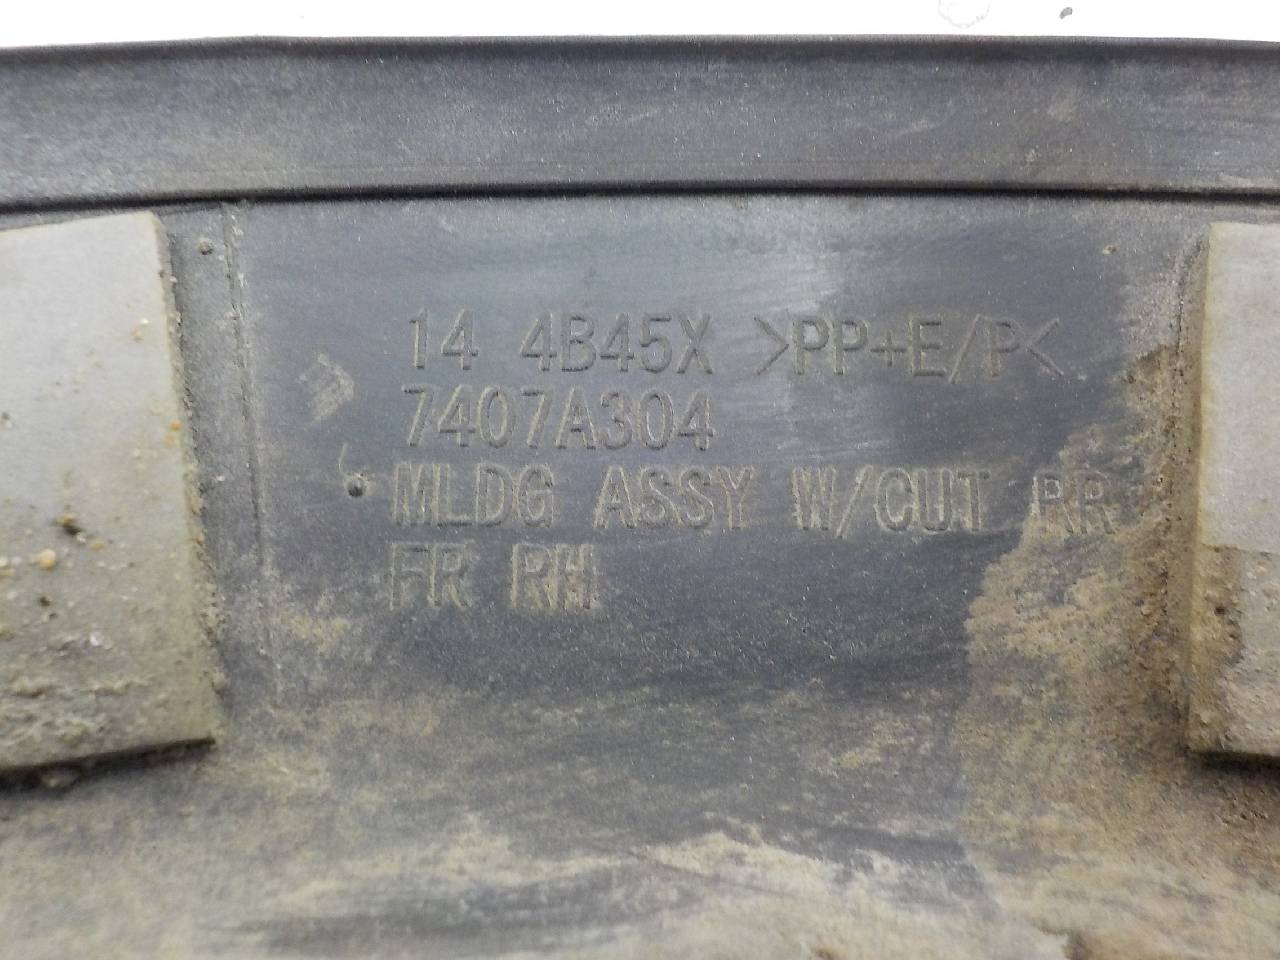 14 4B45X >PP+E/P<
7407A304
MLDG ASSY W/CUT RR
FR RH